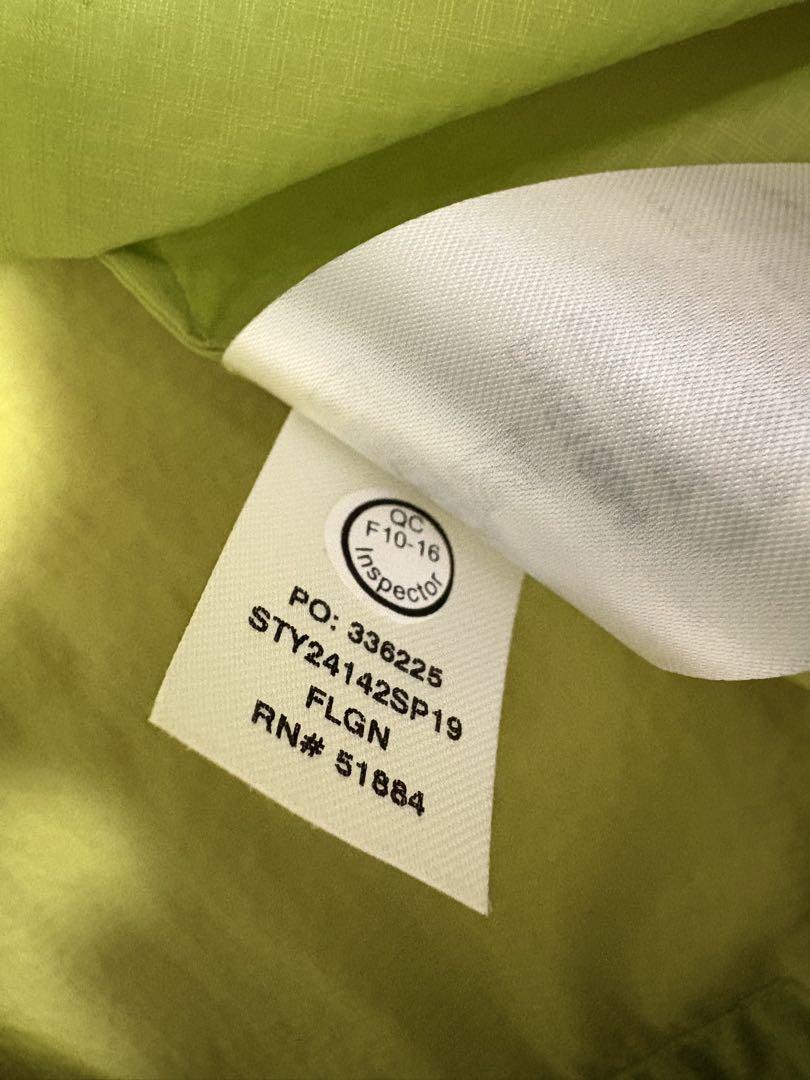 QC
F10-16
Inspector
PO: 336225
STY24142SP19
FLGN
RN# 51884